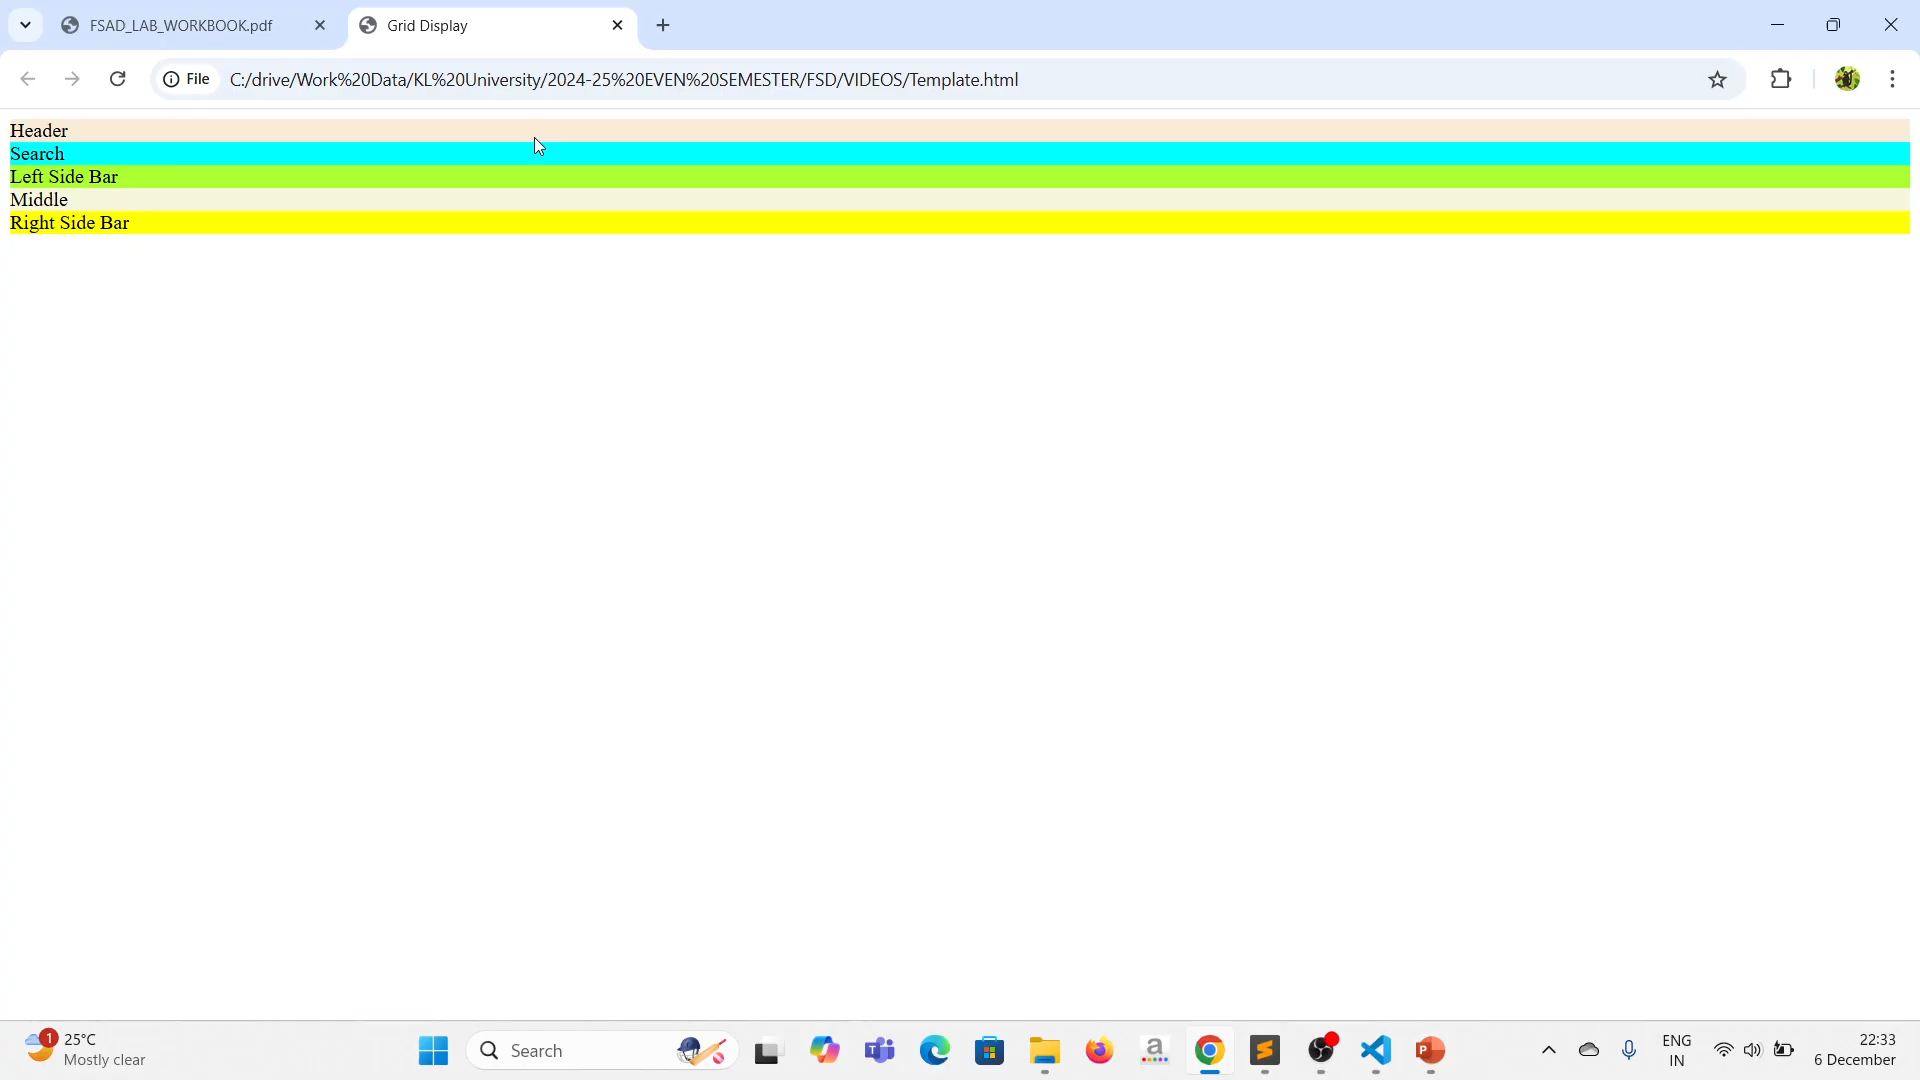 FSAD_LAB_WORKBOOK.pdf
Grid Display
File
C:/drive/Work%20Data/KL%20University/2024-25%20EVEN%20SEMESTER/FSD/VIDEOS/Template.html
Header
Search
Left Side Bar
Middle
Right Side Bar
1
25°C
Mostly clear
Search
ENG
IN
22:33
6 December